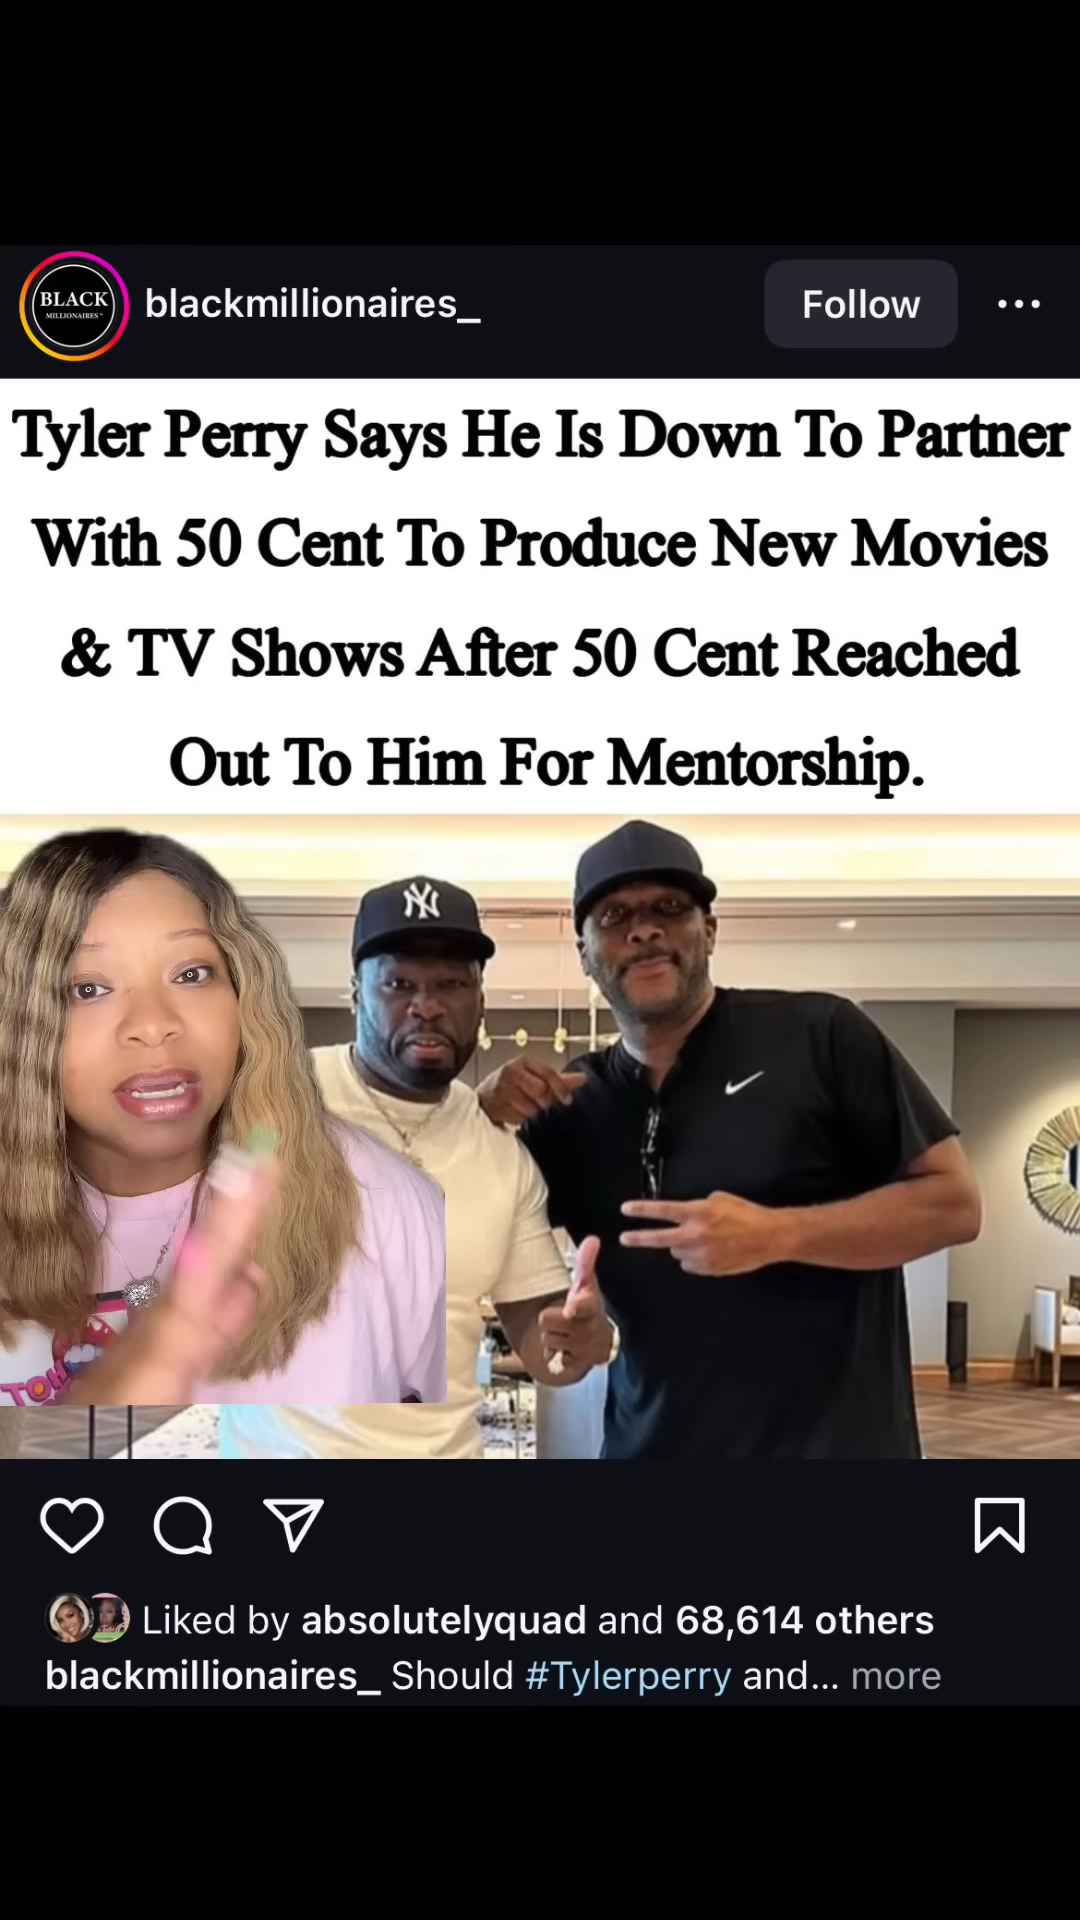 BLACK
MILLIONAIRES
blackmillionaires_
Follow
Tyler Perry Says He Is Down To Partner
With 50 Cent To Produce New Movies
& TV Shows After 50 Cent Reached
Out To Him For Mentorship.
NY
TOH
Liked by absolutelyquad and 68,614 others
blackmillionaires_ Should #Tylerperry and... more